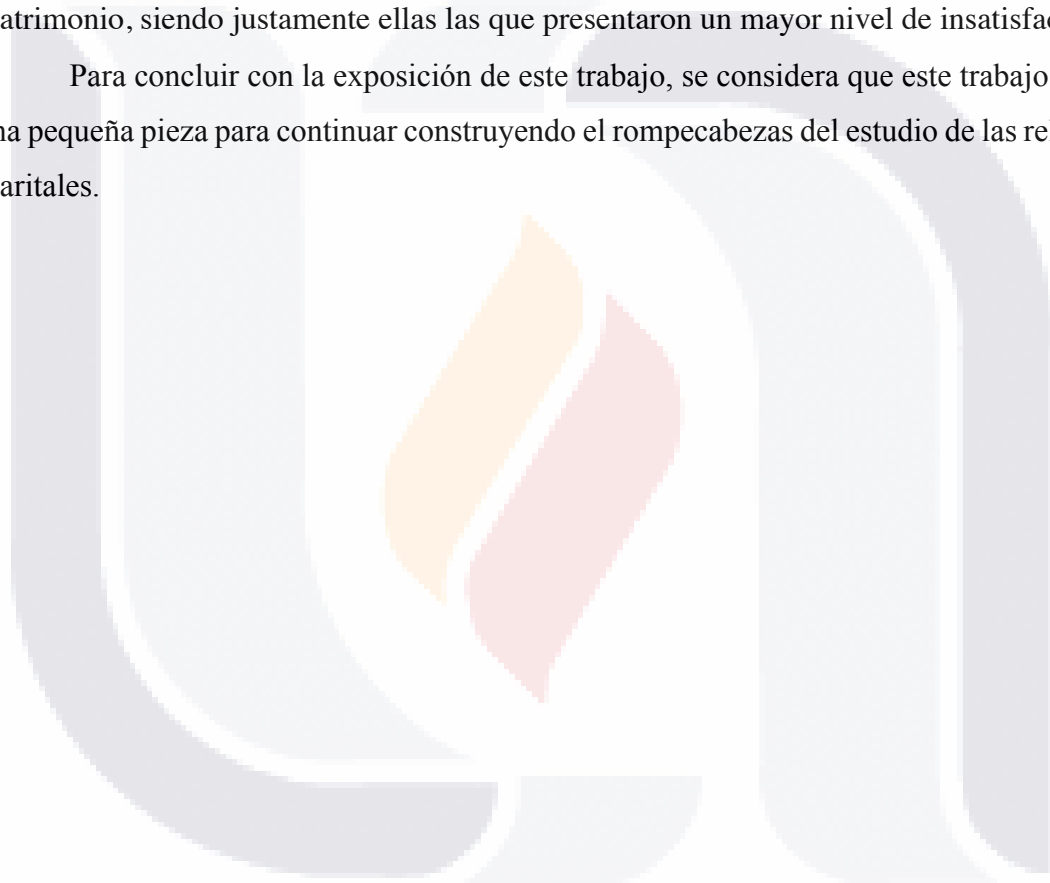 atrimonio, siendo justamente ellas las que presentaron un mayor nivel de insatisfac
Para concluir con la exposición de este trabajo, se considera que este trabajo
na pequeña pieza para continuar construyendo el rompecabezas del estudio de las re
aritales.